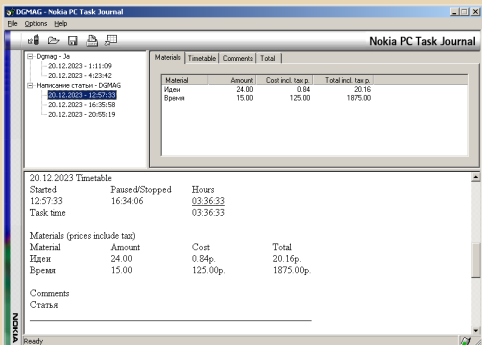 DGMAG - Nokia PC Task Journal
File Options Help
Nokia PC Task Journal
Dgmag - Ja
20.12.2023 - 1:11:09
20.12.2023 - 4:23:42
Написание статьи - DGMAG
20.12.2023 - 12:57:33
20.12.2023 - 16:35:58
20.12.2023 - 20:55:19
Materials Timetable Comments Total
Material Amount Cost incl. tax р. Total incl. tax р.
Идеи 24.00 0.84 20.16
Время 15.00 125.00 1875.00
20.12.2023 Timetable
Started Paused/Stopped Hours
12:57:33 16:34:06 03:36:33
Task time 03:36:33
Materials (prices include tax)
Material Amount Cost Total
Идеи 24.00 0.84р. 20.16р.
Время 15.00 125.00р. 1875.00р.
Comments
Статья
NOKIA
Ready